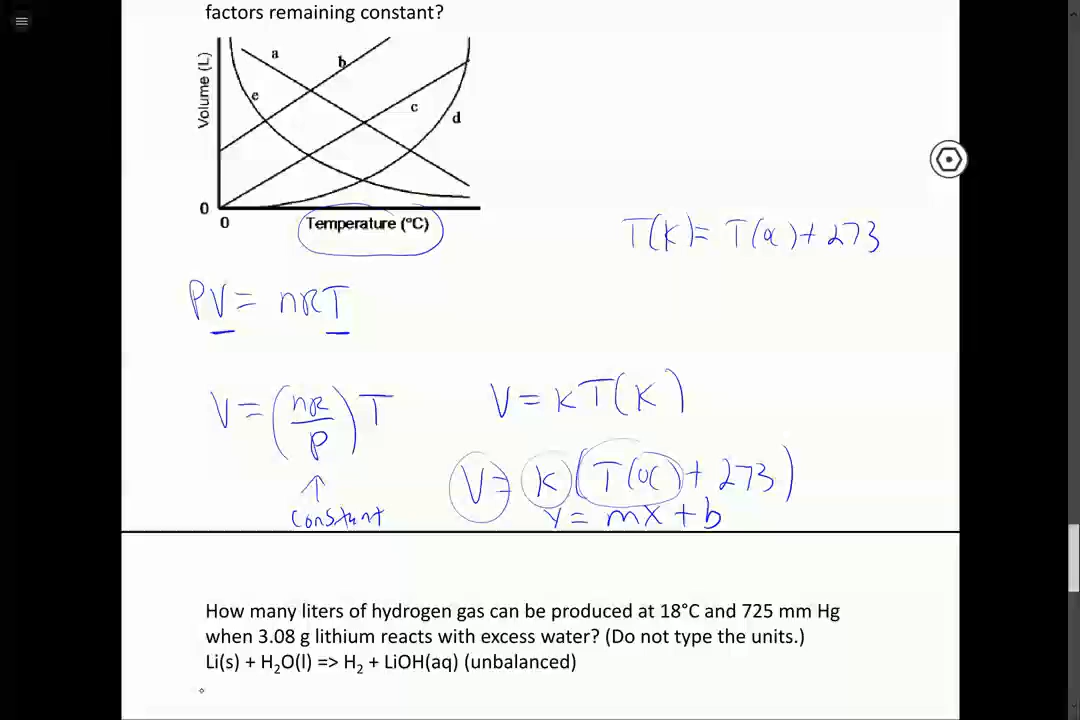 factors remaining constant?
a
b
e
c
d
Volume (L)
0
0
Temperature (°C)
T(K)= T(°C)+273
PV= nRT
V=(nR/P)T
V=KT(K)
V= K(T(°C)+273)
constant
y= mx+b
How many liters of hydrogen gas can be produced at 18°C and 725 mm Hg
when 3.08 g lithium reacts with excess water? (Do not type the units.)
Li(s) + H₂O(l) => H₂ + LiOH(aq) (unbalanced)